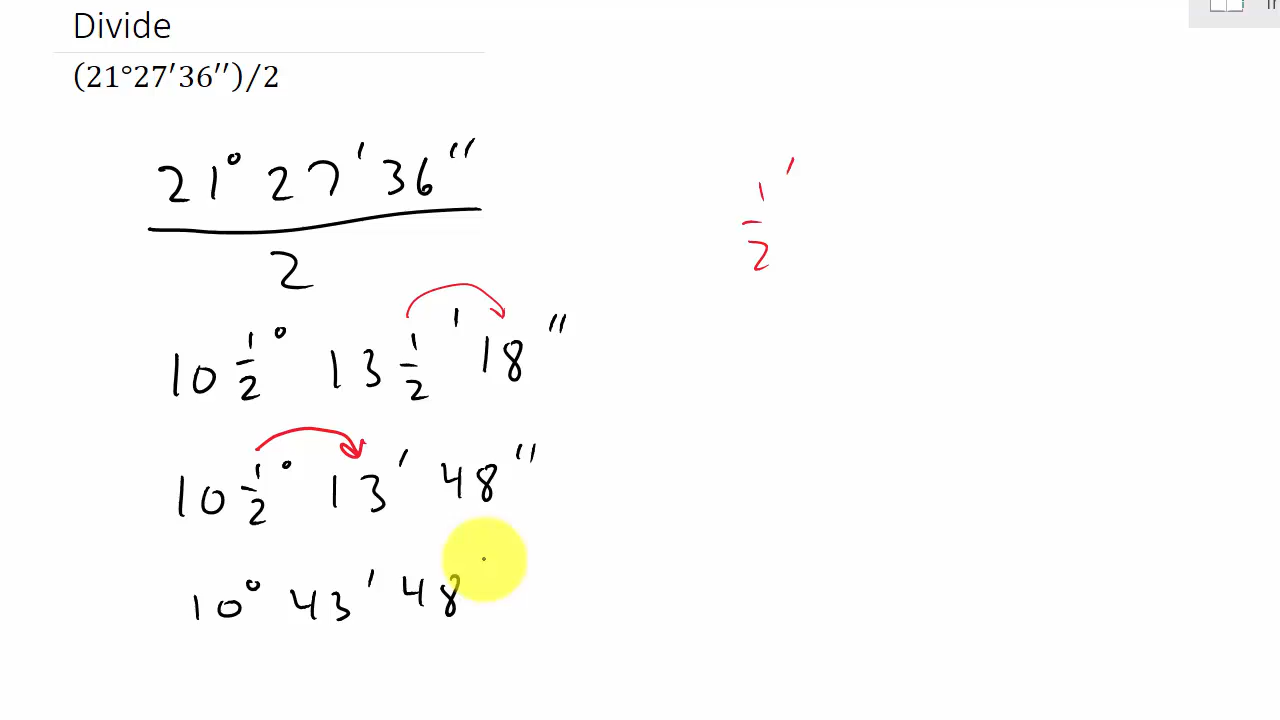 Divide
(21°27′36′′)/2
21° 27' 36''
2
1'
2
10 1/2° 13 1/2' 18''
10 1/2° 13' 48''
10° 43' 48